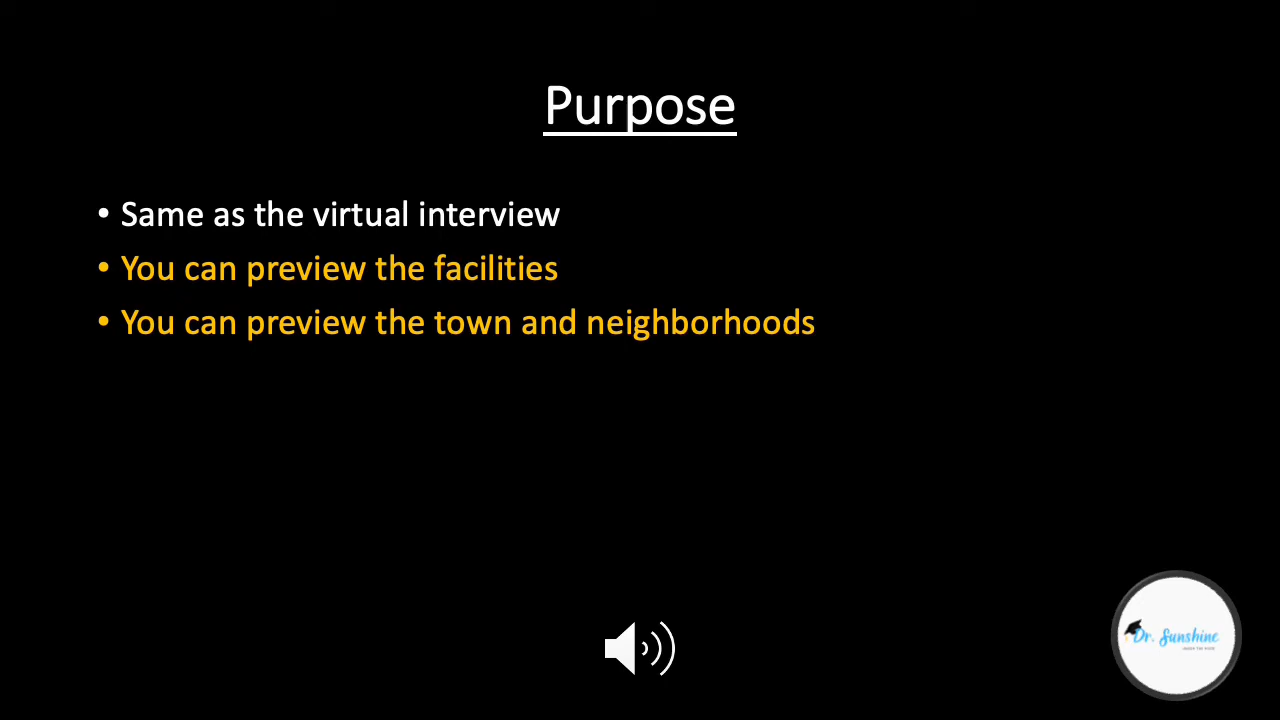 Purpose
• Same as the virtual interview
• You can preview the facilities
• You can preview the town and neighborhoods
Dr. Sunshine